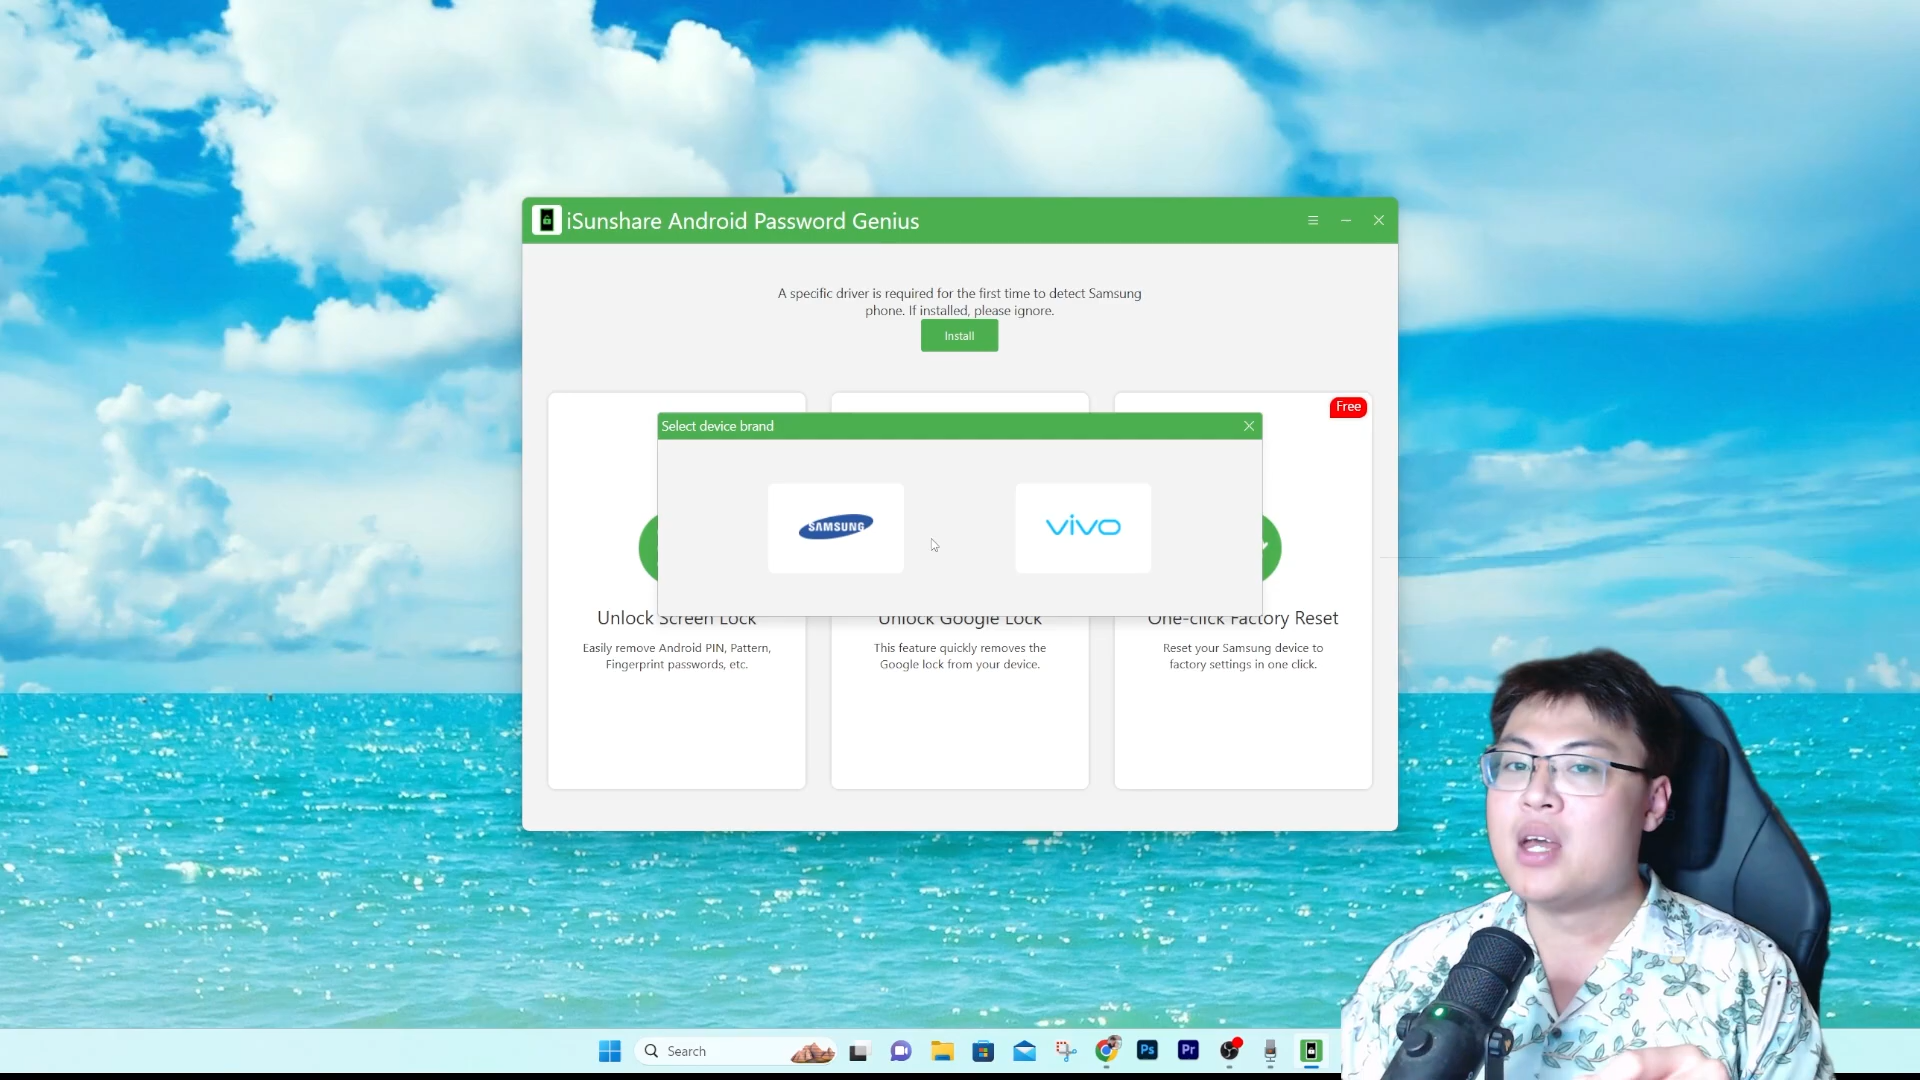 iSunshare Android Password Genius
A specific driver is required for the first time to detect Samsung
phone. If installed, please ignore.
Install
Free
Select device brand
SAMSUNG
vivo
Unlock Screen Lock
Easily remove Android PIN, Pattern,
Fingerprint passwords, etc.
Unlock Google Lock
This feature quickly removes the
Google lock from your device.
One-click Factory Reset
Reset your Samsung device to
factory settings in one click.
Search
Ps
Pr